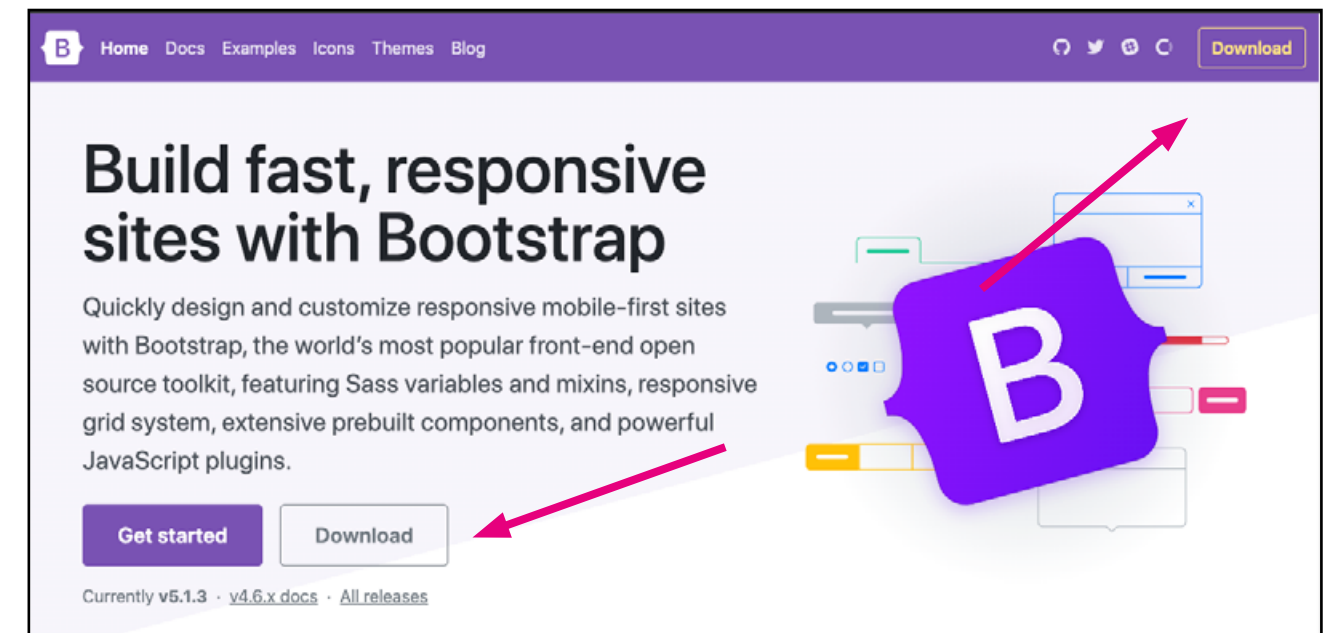 B Home Docs Examples Icons Themes Blog Download
Build fast, responsive
sites with Bootstrap
Quickly design and customize responsive mobile-first sites
with Bootstrap, the world's most popular front-end open
source toolkit, featuring Sass variables and mixins, responsive
grid system, extensive prebuilt components, and powerful
JavaScript plugins.
B
Get started Download
Currently v5.1.3 · v4.6.x docs · All releases